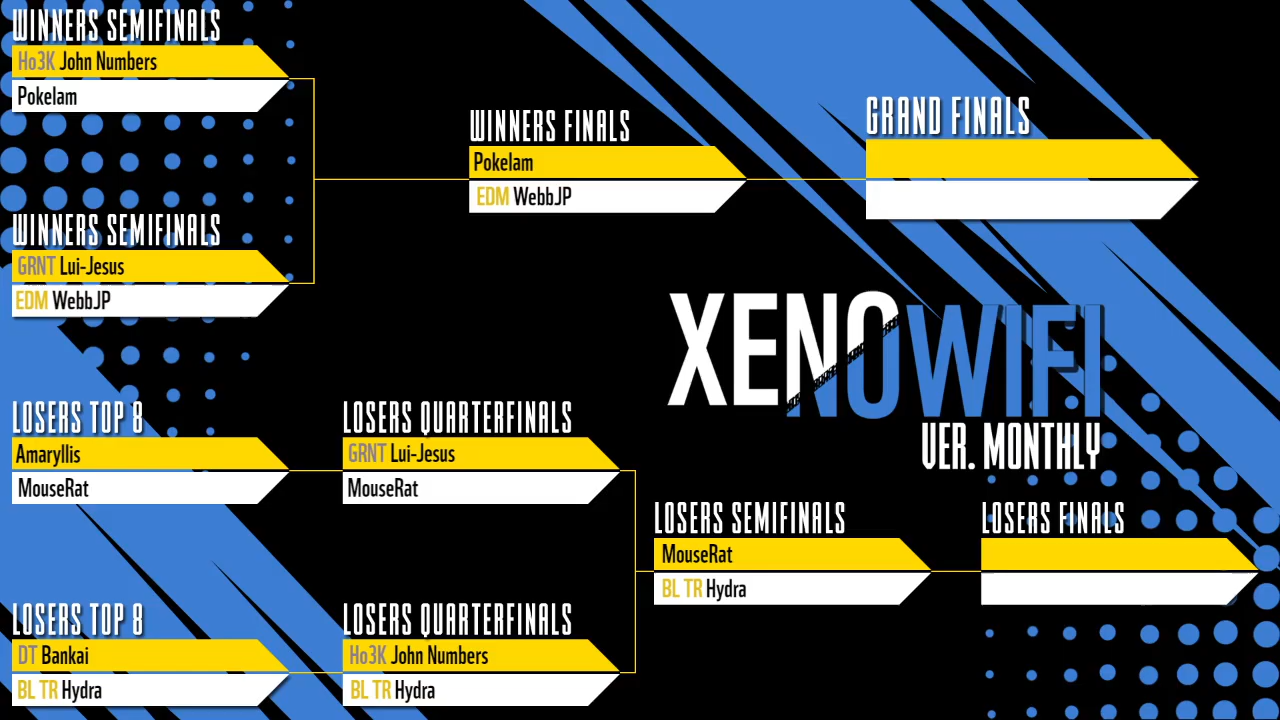 WINNERS SEMIFINALS
Ho3K John Numbers
Pokelam
WINNERS SEMIFINALS
GRNT Lui-Jesus
EDM WebbJP
WINNERS FINALS
Pokelam
EDM WebbJP
GRAND FINALS
XENOWIFI
VER. MONTHLY
LOSERS TOP 8
Amaryllis
MouseRat
LOSERS TOP 8
DT Bankai
BL TR Hydra
LOSERS QUARTERFINALS
GRNT Lui-Jesus
MouseRat
LOSERS QUARTERFINALS
Ho3K John Numbers
BL TR Hydra
LOSERS SEMIFINALS
MouseRat
BL TR Hydra
LOSERS FINALS